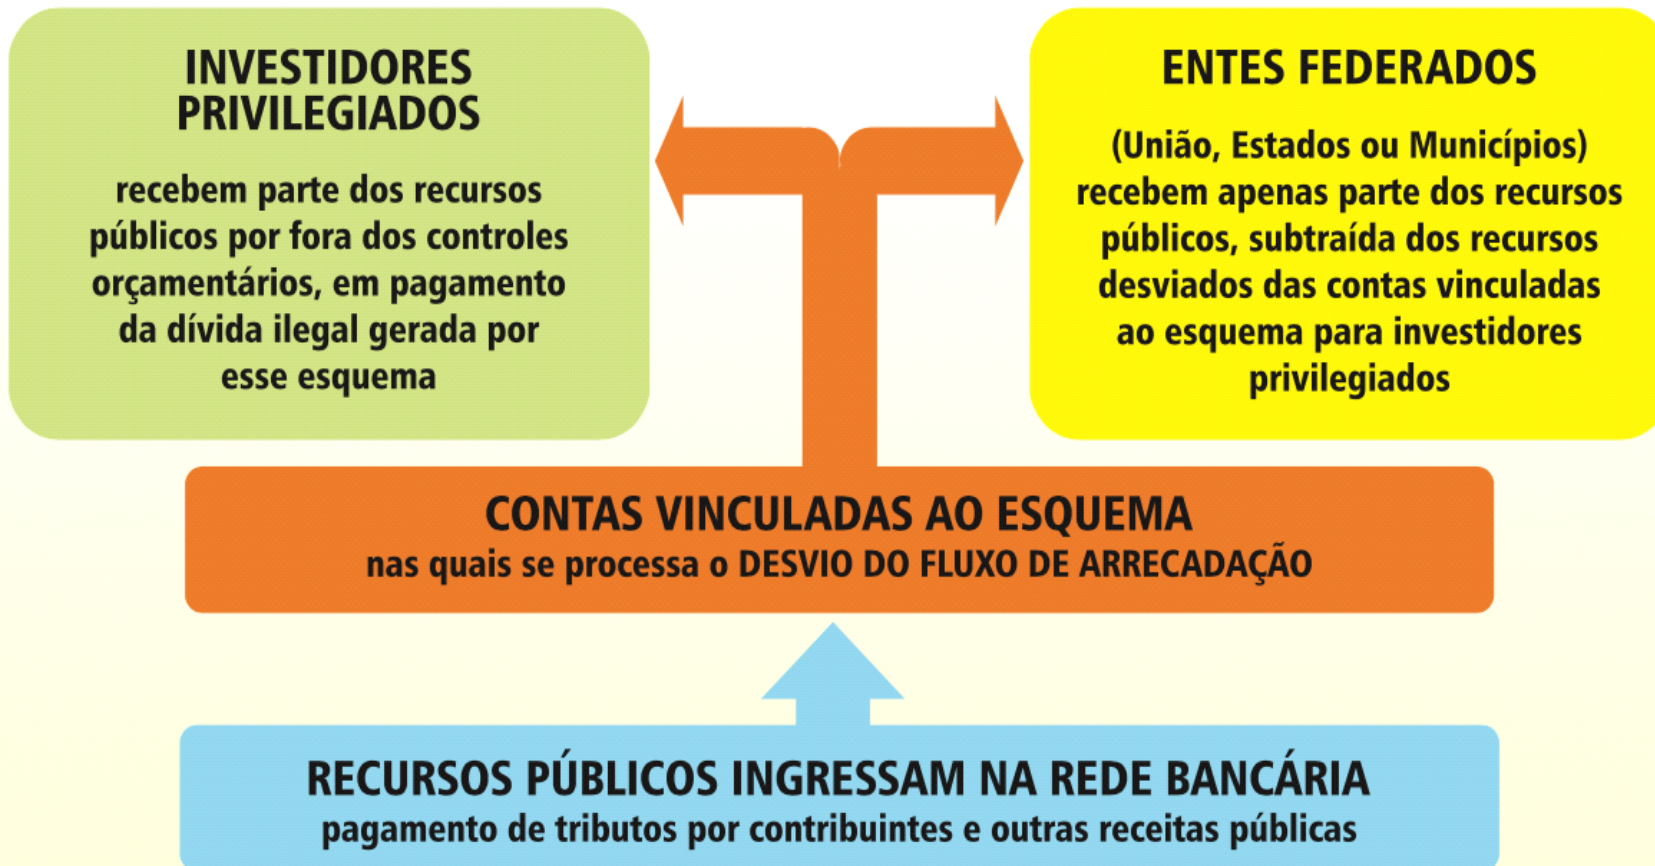 INVESTIDORES
PRIVILEGIADOS
recebem parte dos recursos
públicos por fora dos controles
orçamentários, em pagamento
da dívida ilegal gerada por
esse esquema
ENTES FEDERADOS
(União, Estados ou Municípios)
recebem apenas parte dos recursos
públicos, subtraída dos recursos
desviados das contas vinculadas
ao esquema para investidores
privilegiados
CONTAS VINCULADAS AO ESQUEMA
nas quais se processa o DESVIO DO FLUXO DE ARRECADAÇÃO
RECURSOS PÚBLICOS INGRESSAM NA REDE BANCÁRIA
pagamento de tributos por contribuintes e outras receitas públicas